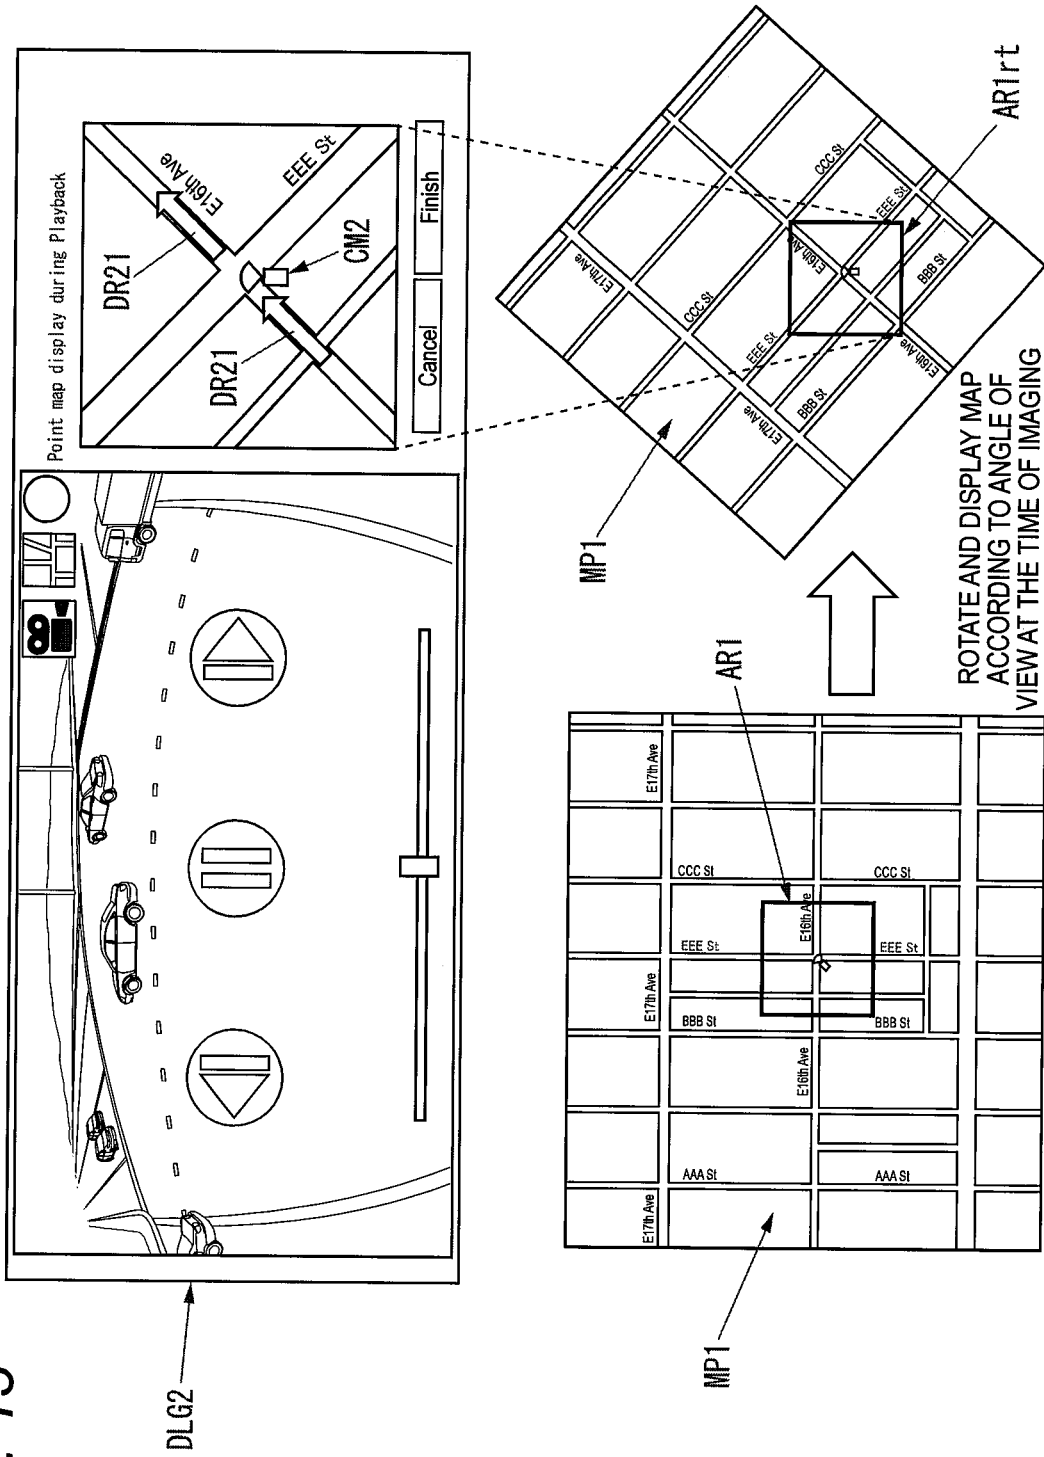 15
DLG2
Point map display during Playback
DR21
E16th Ave
EEE St
DR21
CM2
Cancel
Finish
MP1
E17th Ave
E17th Ave
E17th Ave
AAA St
BBB St
EEE St
CCC St
E16th Ave
E16th Ave
AAA St
BBB St
EEE St
CCC St
AR1
ROTATE AND DISPLAY MAP
ACCORDING TO ANGLE OF
VIEW AT THE TIME OF IMAGING
MP1
E17th Ave
E17th Ave
CCC St
EEE St
BBB St
E16th Ave
CCC St
EEE St
BBB St
E16th Ave
AR1rt